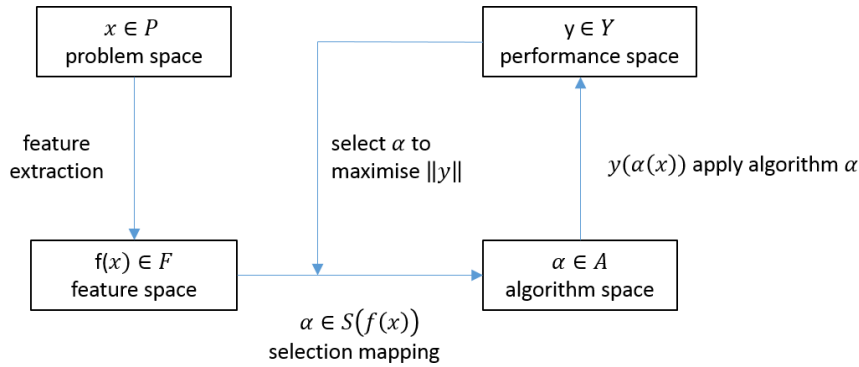 x ∈ P
problem space
y ∈ Y
performance space
feature
extraction
select α to
maximise ‖y‖
y(α(x)) apply algorithm α
f(x) ∈ F
feature space
α ∈ A
algorithm space
α ∈ S(f(x))
selection mapping